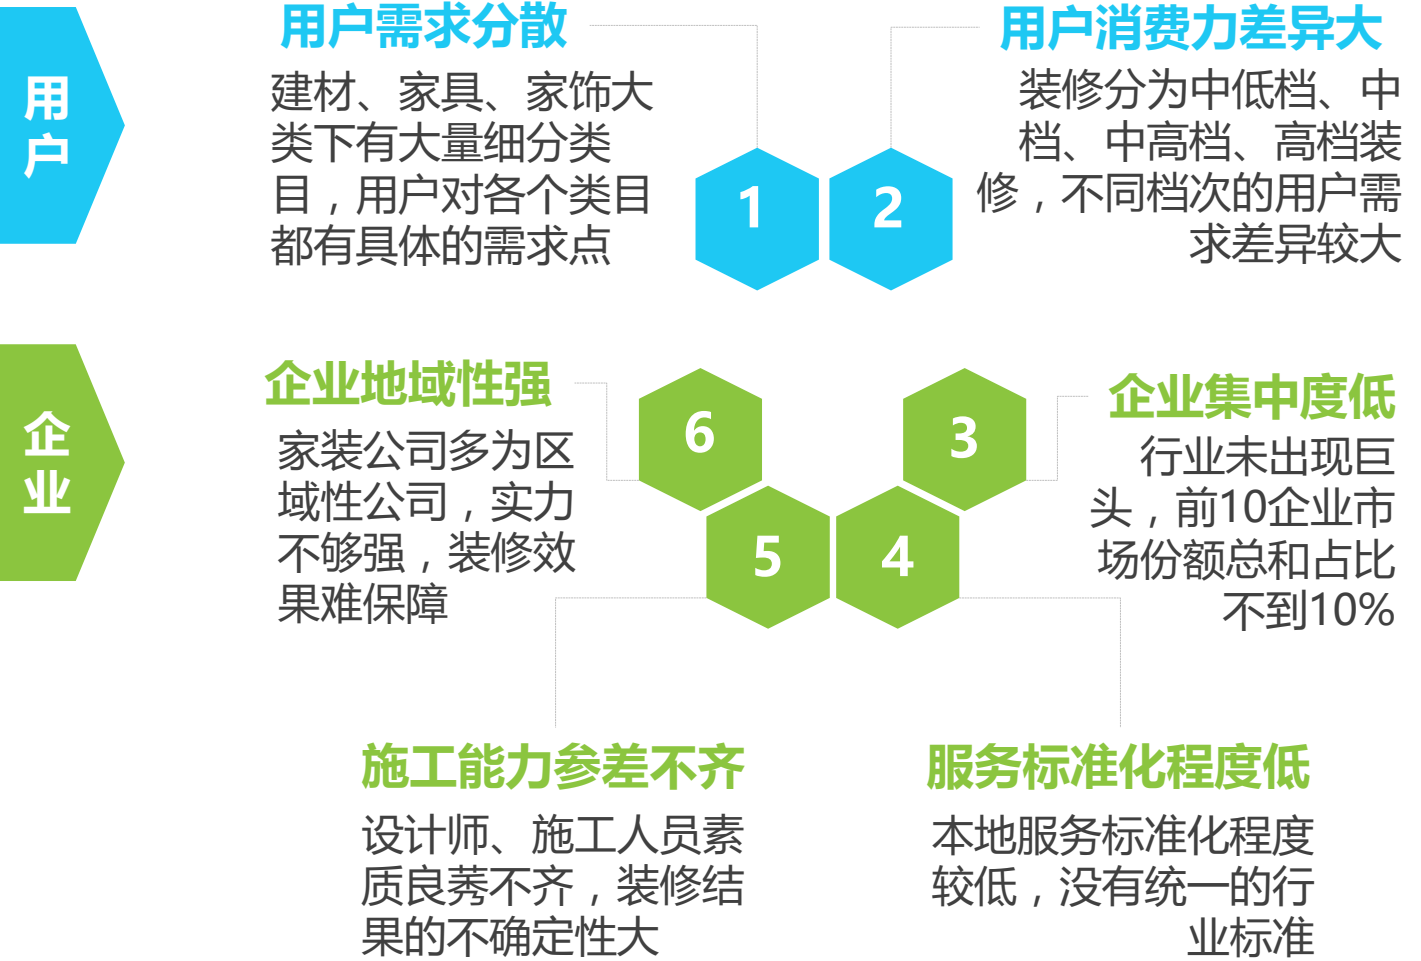 用户
用户需求分散
建材、家具、家饰大
类下有大量细分类
目，用户对各个类目
都有具体的需求点
1
2
用户消费力差异大
装修分为中低档、中
档、中高档、高档装
修，不同档次的用户需
求差异较大
企业
企业地域性强
家装公司多为区
域性公司，实力
不够强，装修效
果难保障
6
3
5
4
企业集中度低
行业未出现巨
头，前10企业市
场份额总和占比
不到10%
施工能力参差不齐
设计师、施工人员素
质良莠不齐，装修结
果的不确定性大
服务标准化程度低
本地服务标准化程度
较低，没有统一的行
业标准